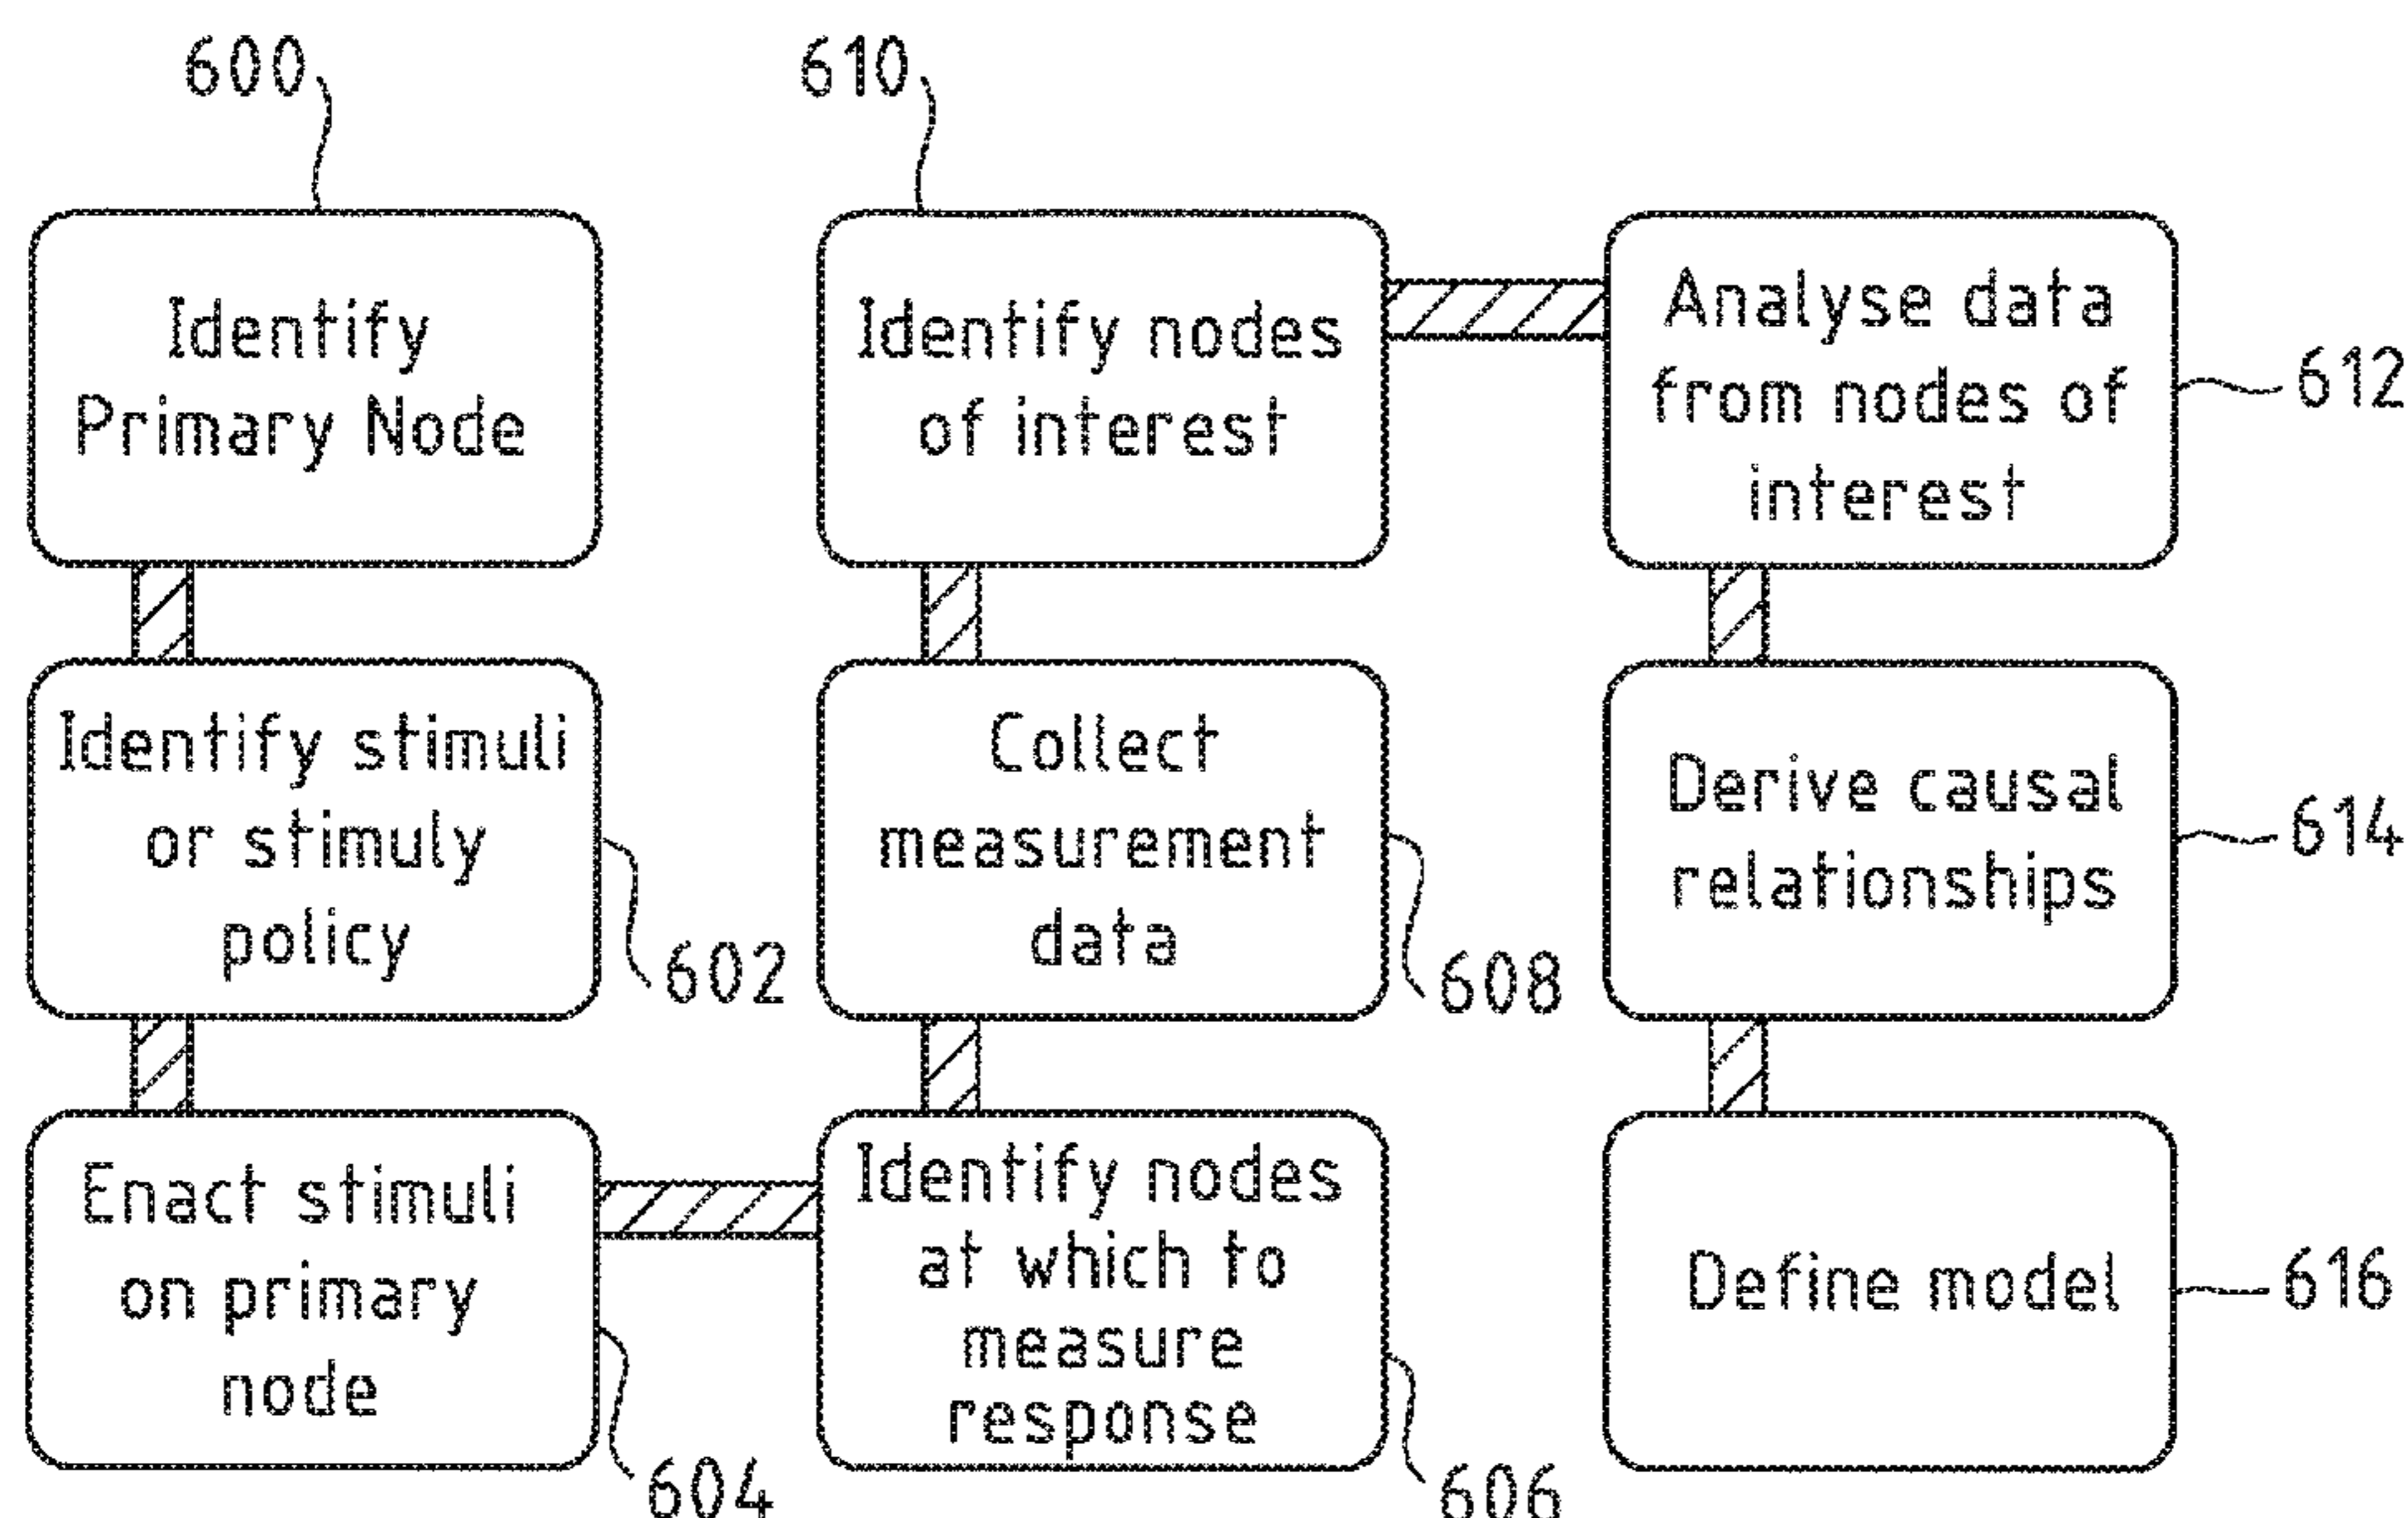 600
Identify
Primary Node
Identify stimuli
or stimuly
policy
602
Enact stimuli
on primary
node
604
Identify nodes
at which to
measure
response
606
Collect
measurement
data
608
610
Identify nodes
of interest
Analyse data
from nodes of
interest
612
Derive causal
relationships
614
Define model
616